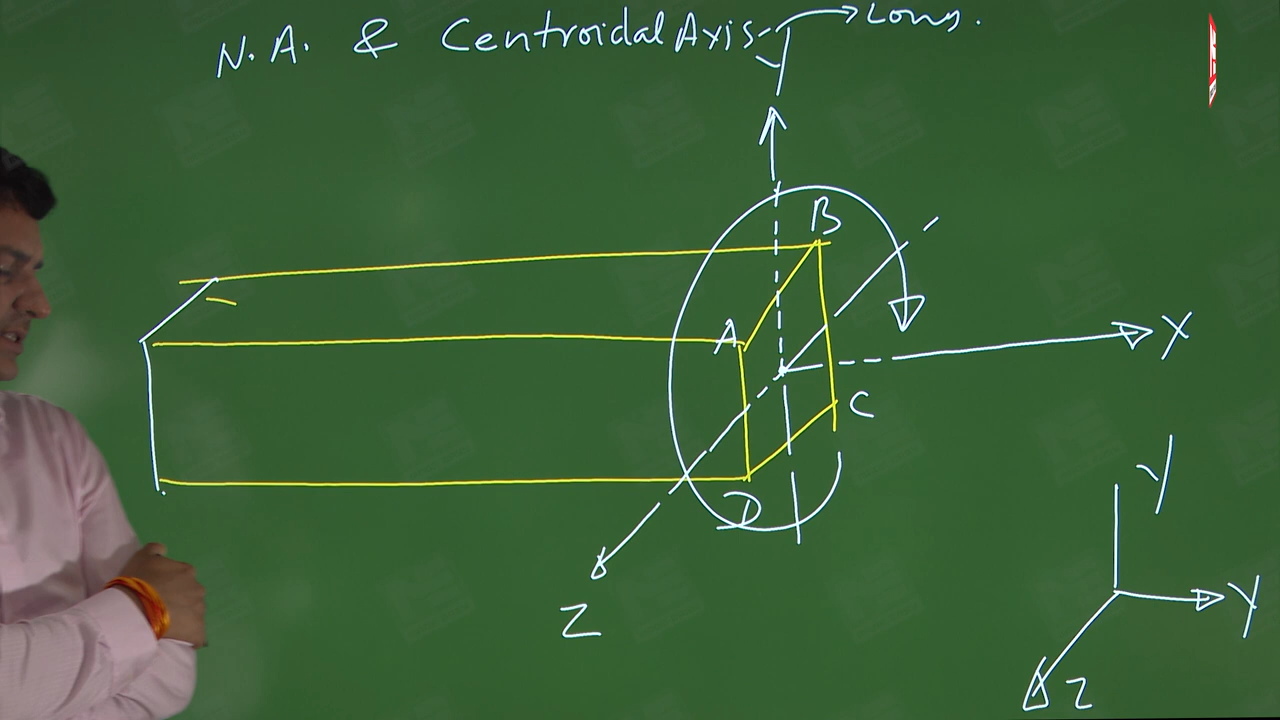 N.A. & Centroidal Axis- → Long.
Y
B
A
X
C
D
Y
Y
Z
Z